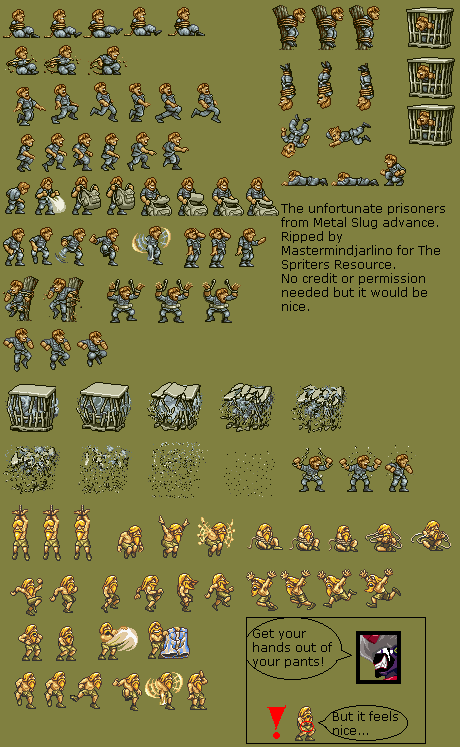 The unfortunate prisoners
from Metal Slug advance.
Ripped by
Mastermindjarlino for The
Spriters Resource.
No credit or permission
needed but it would be
nice.
Get your
hands out of
your pants!
!
But it feels
nice...